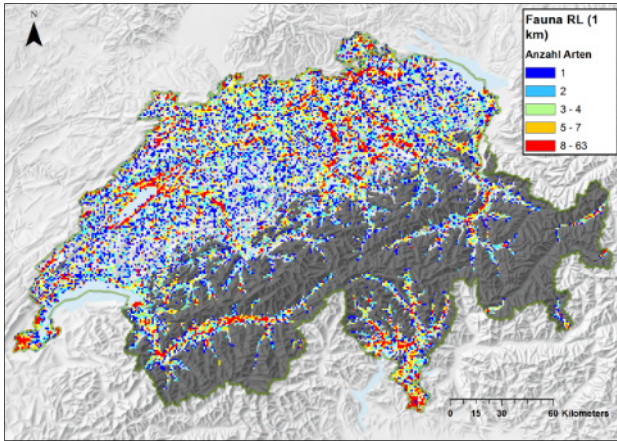 N
Fauna RL (1
km)
Anzahl Arten
1
2
3 - 4
5 - 7
8 - 63
0 15 30 60 Kilometers